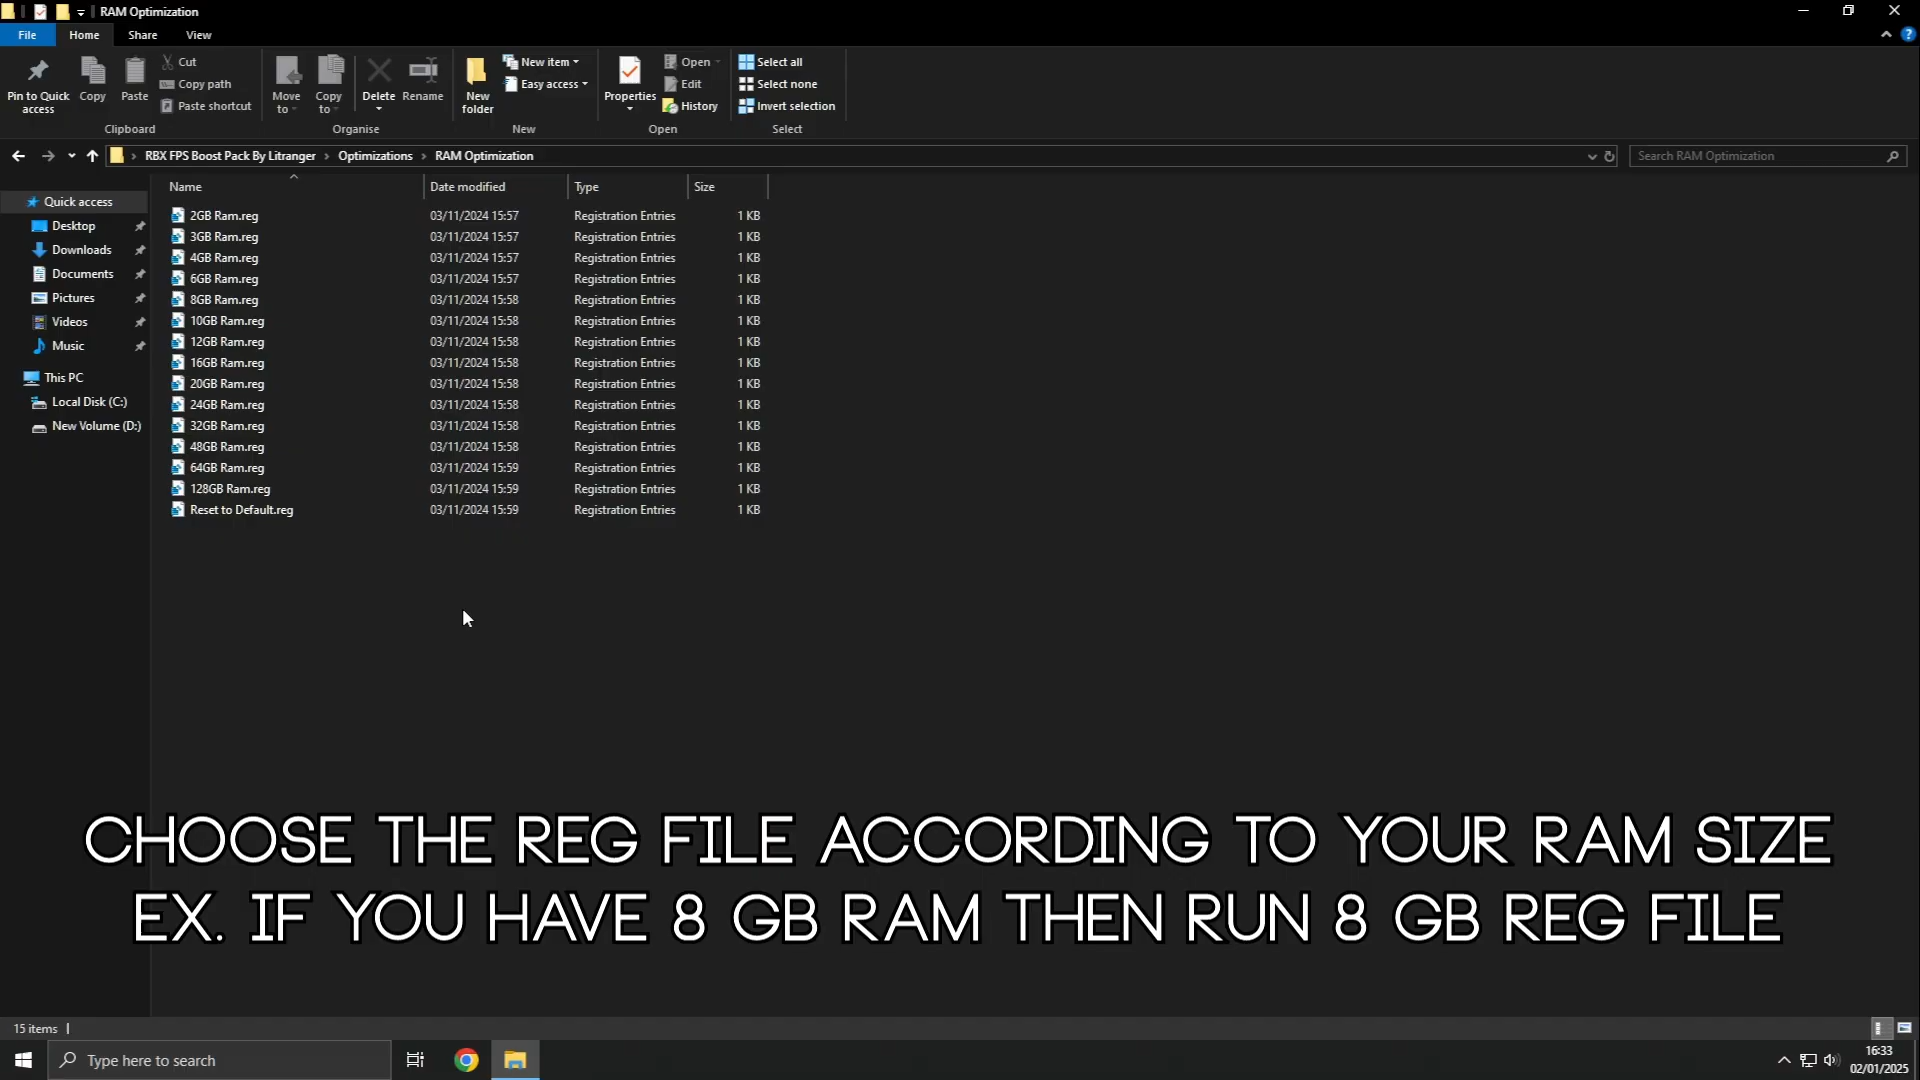 RAM Optimization
File Home Share View
Pin to Quick access
Copy
Paste
Cut
Copy path
Paste shortcut
Clipboard
Move to
Copy to
Delete
Rename
Organise
New folder
New item
Easy access
New
Properties
Open
Edit
History
Open
Select all
Select none
Invert selection
Select
RBX FPS Boost Pack By Litranger › Optimizations › RAM Optimization
Search RAM Optimization
Quick access
Desktop
Downloads
Documents
Pictures
Videos
Music
This PC
Local Disk (C:)
New Volume (D:)
Name Date modified Type Size
2GB Ram.reg 03/11/2024 15:57 Registration Entries 1 KB
3GB Ram.reg 03/11/2024 15:57 Registration Entries 1 KB
4GB Ram.reg 03/11/2024 15:57 Registration Entries 1 KB
6GB Ram.reg 03/11/2024 15:57 Registration Entries 1 KB
8GB Ram.reg 03/11/2024 15:58 Registration Entries 1 KB
10GB Ram.reg 03/11/2024 15:58 Registration Entries 1 KB
12GB Ram.reg 03/11/2024 15:58 Registration Entries 1 KB
16GB Ram.reg 03/11/2024 15:58 Registration Entries 1 KB
20GB Ram.reg 03/11/2024 15:58 Registration Entries 1 KB
24GB Ram.reg 03/11/2024 15:58 Registration Entries 1 KB
32GB Ram.reg 03/11/2024 15:58 Registration Entries 1 KB
48GB Ram.reg 03/11/2024 15:58 Registration Entries 1 KB
64GB Ram.reg 03/11/2024 15:59 Registration Entries 1 KB
128GB Ram.reg 03/11/2024 15:59 Registration Entries 1 KB
Reset to Default.reg 03/11/2024 15:59 Registration Entries 1 KB
CHOOSE THE REG FILE ACCORDING TO YOUR RAM SIZE
EX. IF YOU HAVE 8 GB RAM THEN RUN 8 GB REG FILE
15 items
Type here to search
16:33
02/01/2025